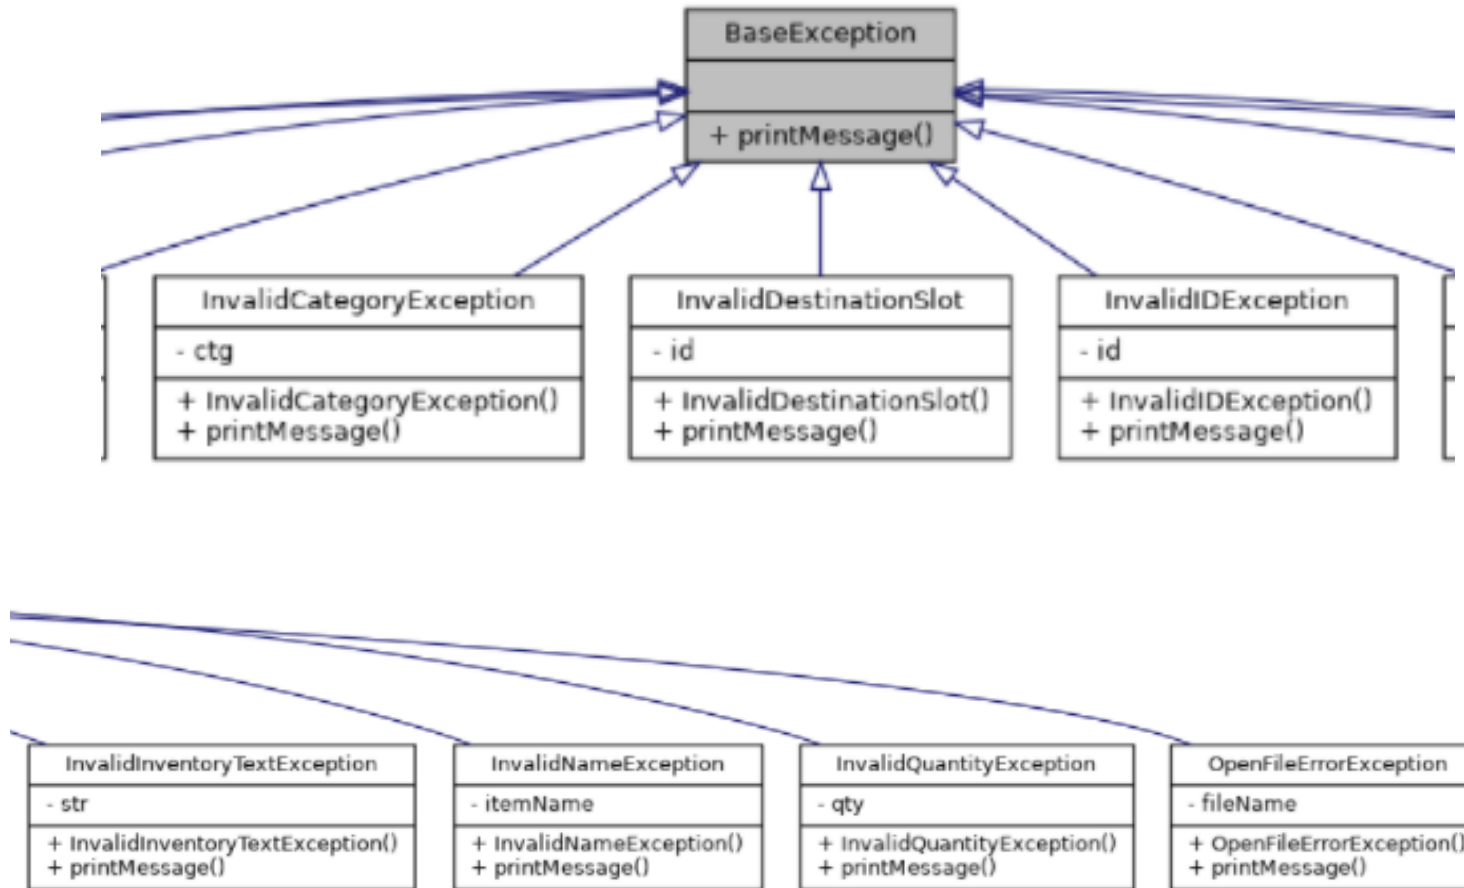 BaseException
+ printMessage()
InvalidCategoryException
- ctg
+ InvalidCategoryException()
+ printMessage()
InvalidDestinationSlot
- id
+ InvalidDestinationSlot()
+ printMessage()
InvalidIDException
- id
+ InvalidIDException()
+ printMessage()
InvalidInventoryTextException
- str
+ InvalidInventoryTextException()
+ printMessage()
InvalidNameException
- itemName
+ InvalidNameException()
+ printMessage()
InvalidQuantityException
- qty
+ InvalidQuantityException()
+ printMessage()
OpenFileErrorException
- fileName
+ OpenFileErrorException()
+ printMessage()